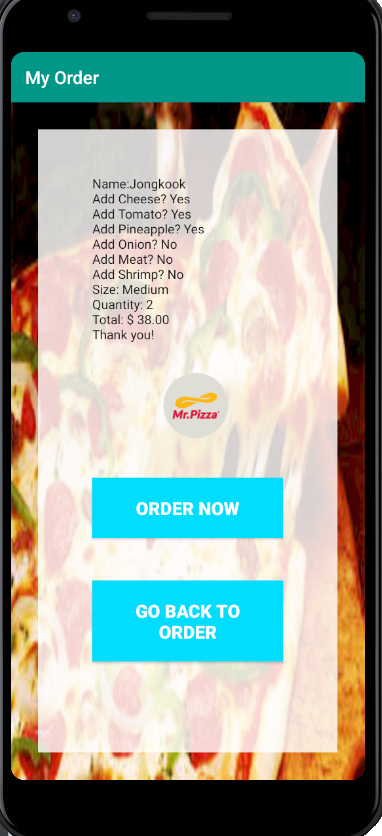 My Order
Name:Jongkook
Add Cheese? Yes
Add Tomato? Yes
Add Pineapple? Yes
Add Onion? No
Add Meat? No
Add Shrimp? No
Size: Medium
Quantity: 2
Total: $ 38.00
Thank you!
Mr.Pizza
ORDER NOW
GO BACK TO
ORDER